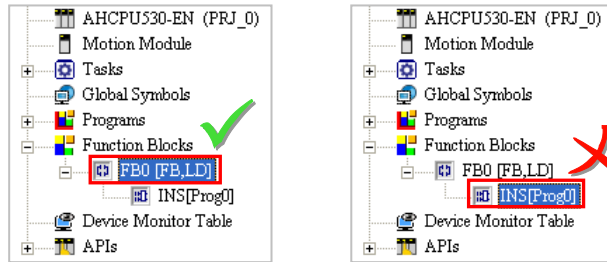 AHCPU530-EN (PRJ_0)
Motion Module
Tasks
Global Symbols
Programs
Function Blocks
FB0 [FB,LD]
INS[Prog0]
Device Monitor Table
APIs
AHCPU530-EN (PRJ_0)
Motion Module
Tasks
Global Symbols
Programs
Function Blocks
FB0 [FB,LD]
INS[Prog0]
Device Monitor Table
APIs